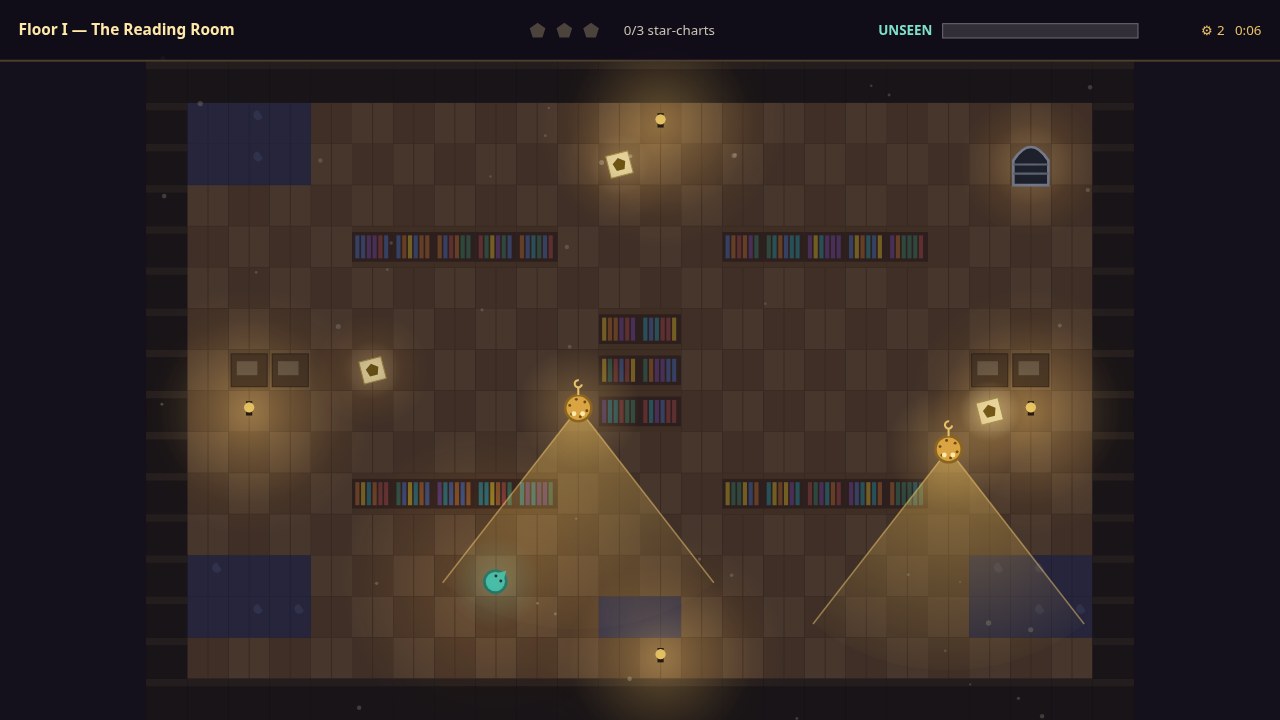 Floor I — The Reading Room
0/3 star-charts
UNSEEN
⚙ 2 0:06